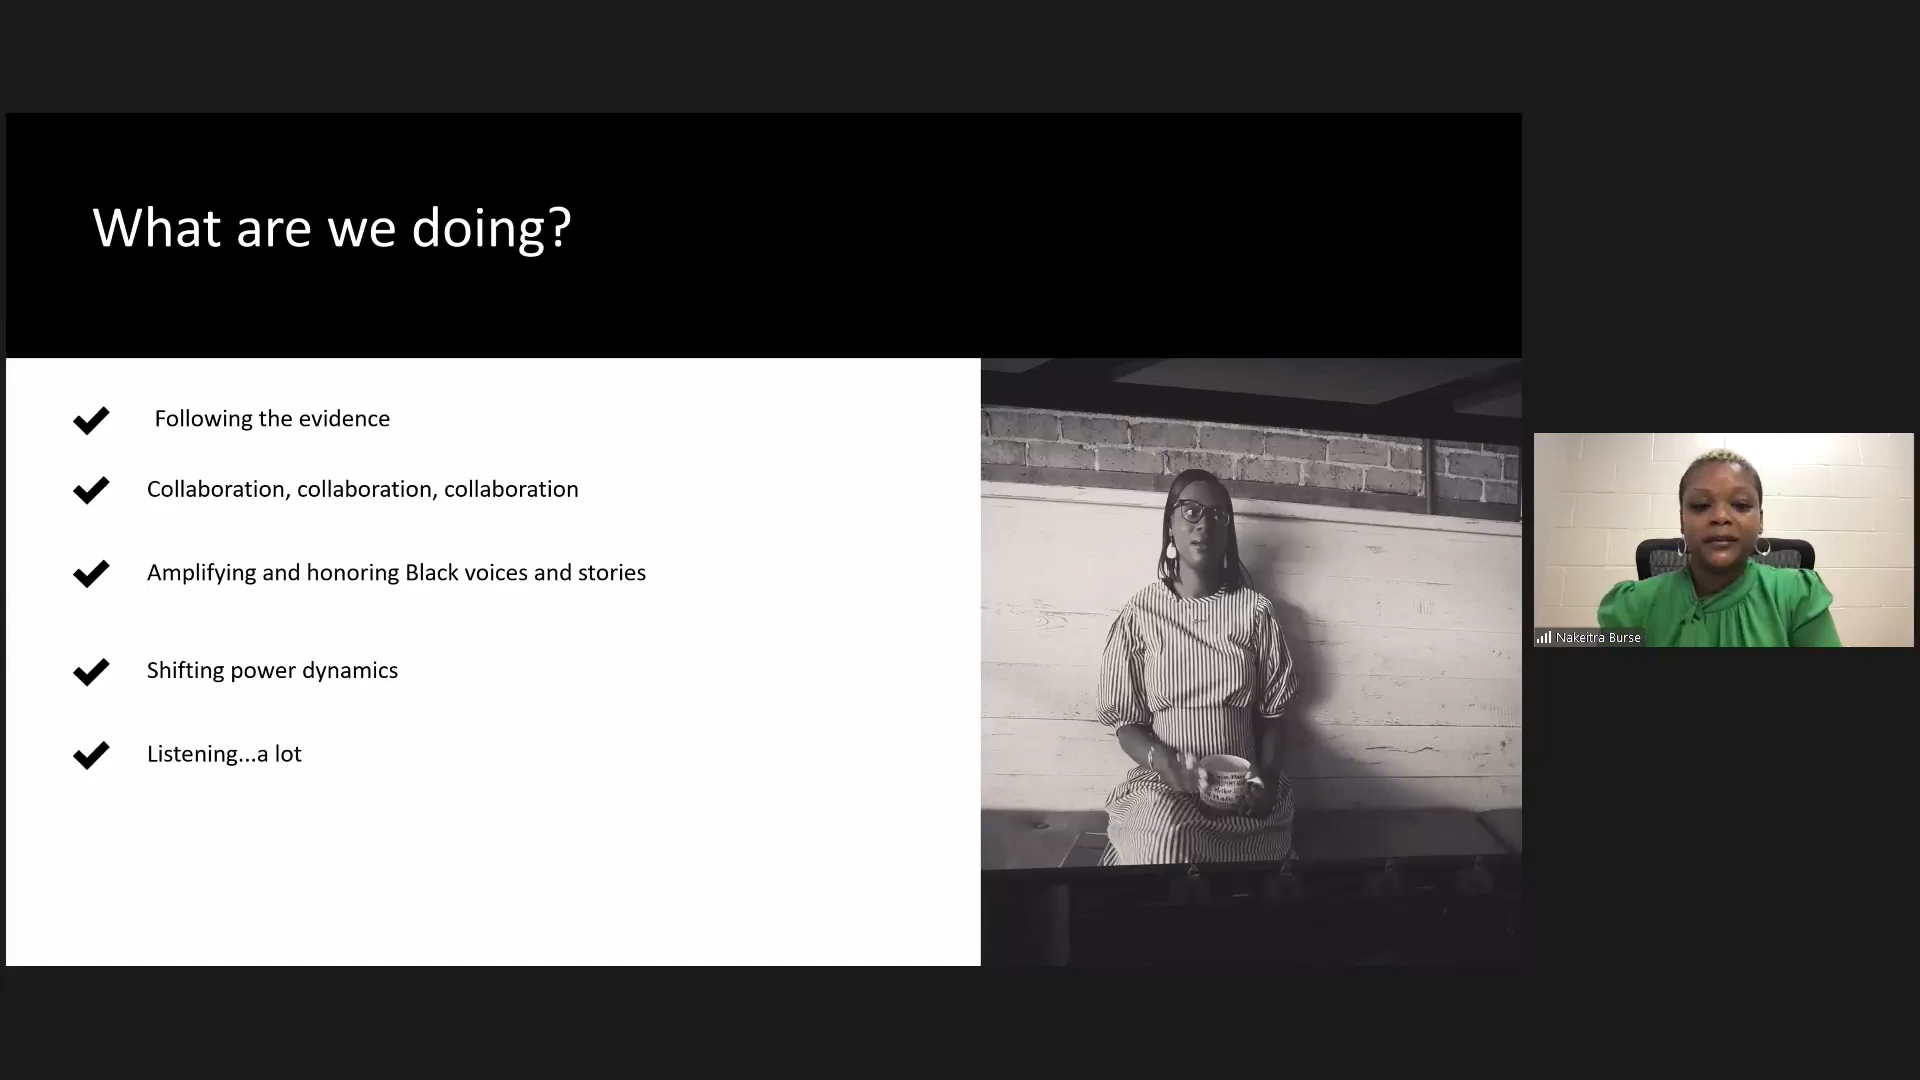 What are we doing?
Following the evidence
Collaboration, collaboration, collaboration
Amplifying and honoring Black voices and stories
Shifting power dynamics
Listening...a lot
Nakeitra Burse